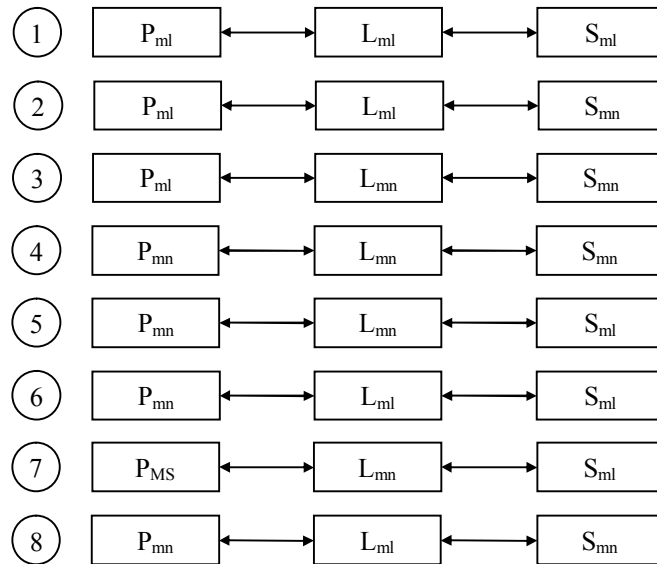 1 P_ml L_ml S_ml
2 P_ml L_ml S_mn
3 P_ml L_mn S_mn
4 P_mn L_mn S_mn
5 P_mn L_mn S_ml
6 P_mn L_ml S_ml
7 P_MS L_mn S_ml
8 P_mn L_ml S_mn